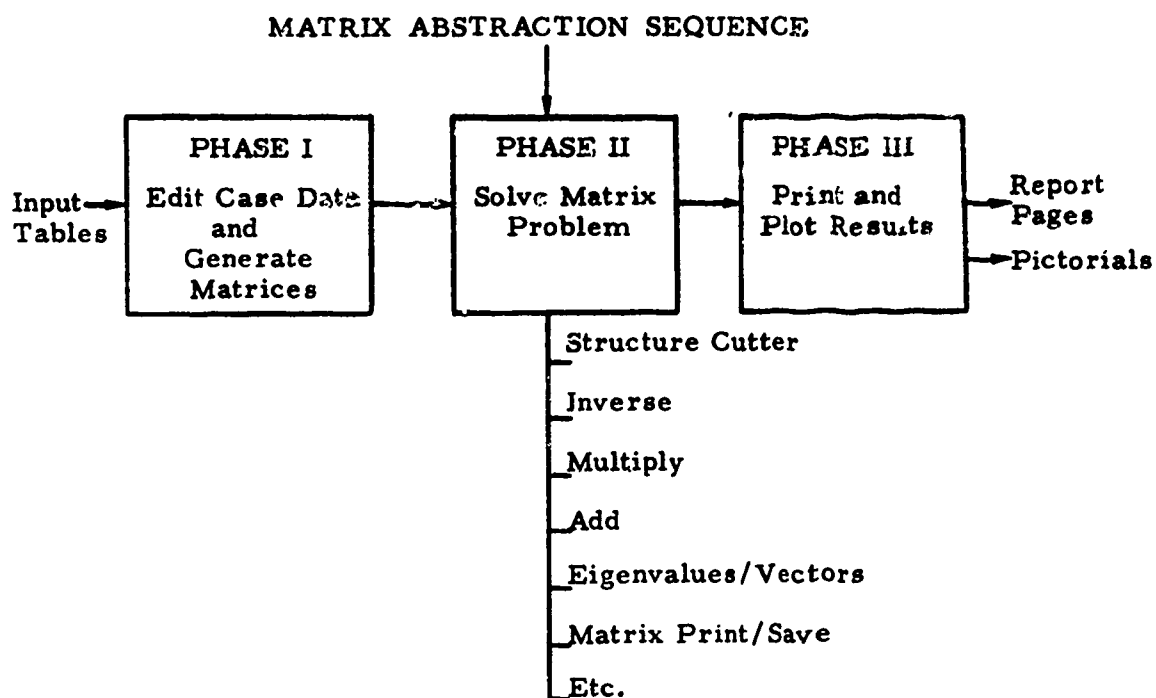 MATRIX ABSTRACTION SEQUENCE
PHASE I
Edit Case Data
and
Generate
Matrices
PHASE II
Solve Matrix
Problem
PHASE III
Print and
Plot Results
Input
Tables
Report
Pages
Pictorials
Structure Cutter
Inverse
Multiply
Add
Eigenvalues/Vectors
Matrix Print/Save
Etc.